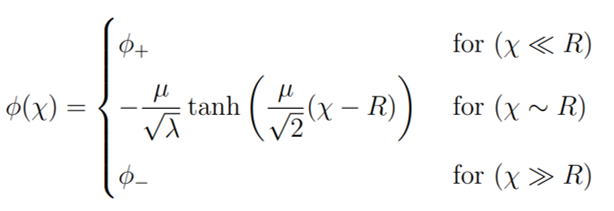 ϕ₊ for (χ ≪ R)
ϕ(χ) = { −μ/√λ tanh( μ/√2 (χ − R) ) for (χ ∼ R)
ϕ₋ for (χ ≫ R)